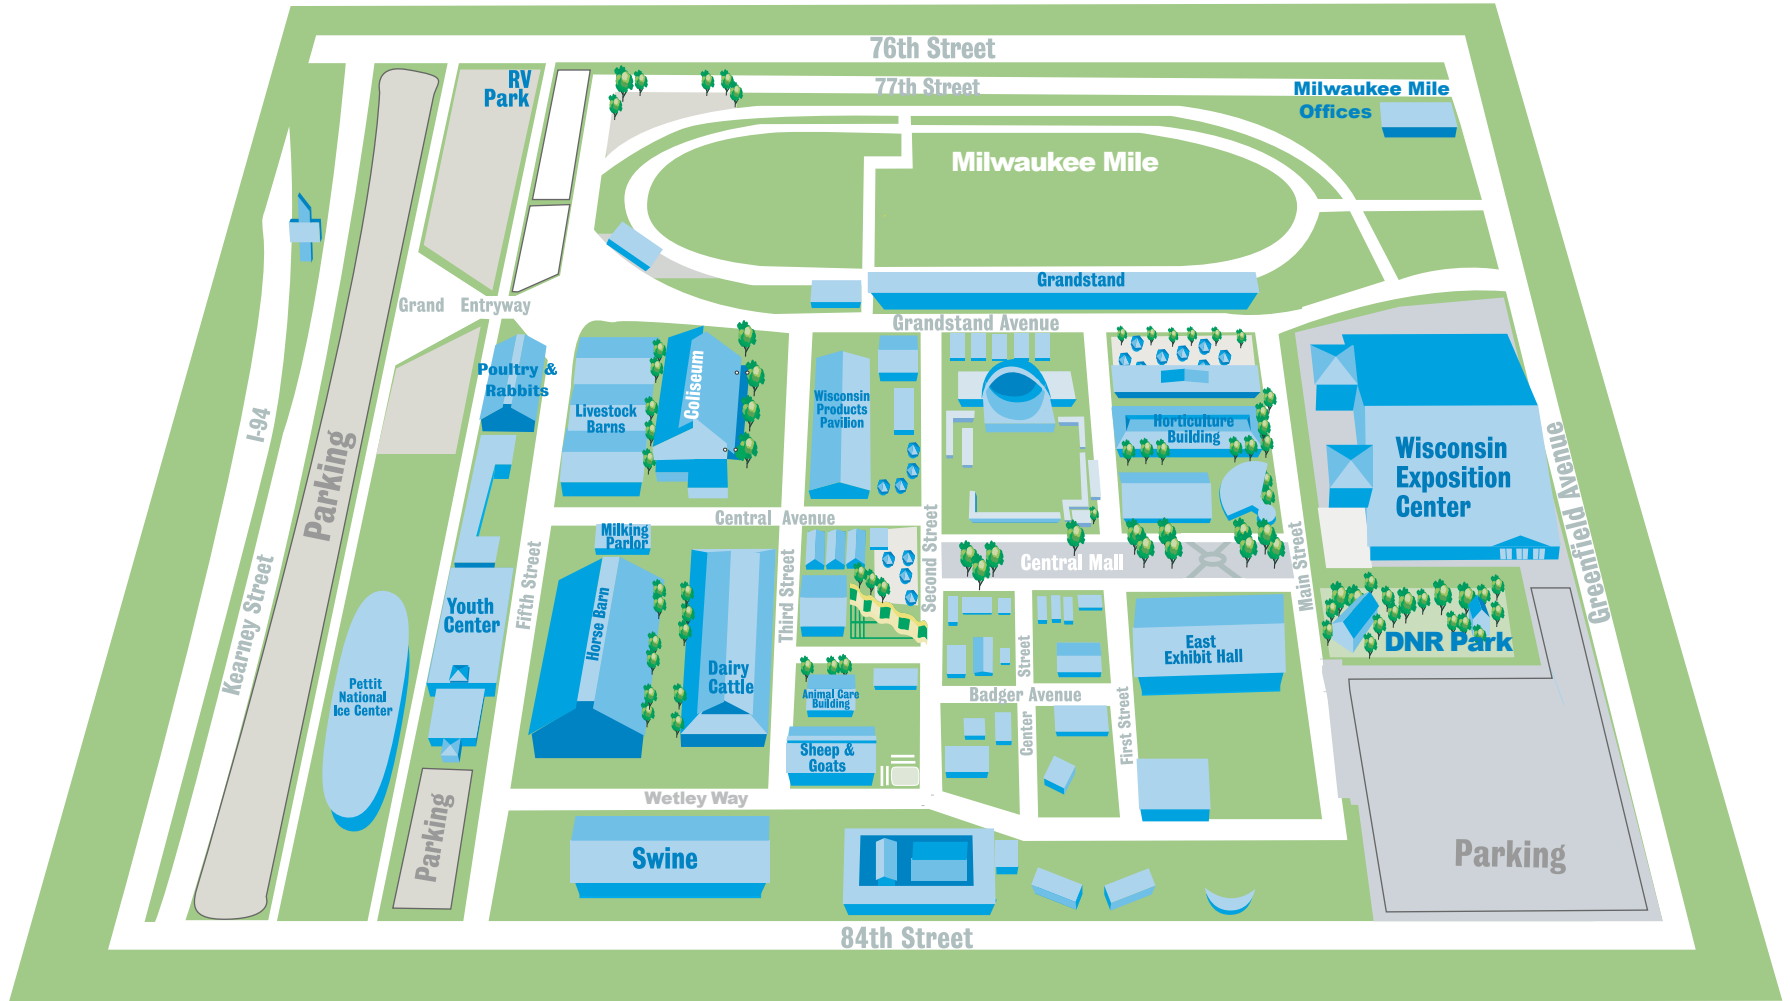 76th Street
RV
Park
77th Street
Milwaukee Mile
Offices
Milwaukee Mile
Grandstand
Grand Entryway
Grandstand Avenue
Poultry &
Rabbits
Livestock
Barns
Coliseum
Wisconsin
Products
Pavilion
Horticulture
Building
Wisconsin
Exposition
Center
I-94
Parking
Greenfield Avenue
Central Avenue
Milking
Parlor
Central Mall
Kearney Street
Fifth Street
Third Street
Second Street
Main Street
Youth
Center
Horse Barn
Dairy
Cattle
Pettit
National
Ice Center
Animal Care
Building
Sheep &
Goats
Center Street
Badger Avenue
First Street
East
Exhibit Hall
DNR Park
Wetley Way
Parking
Swine
Parking
84th Street